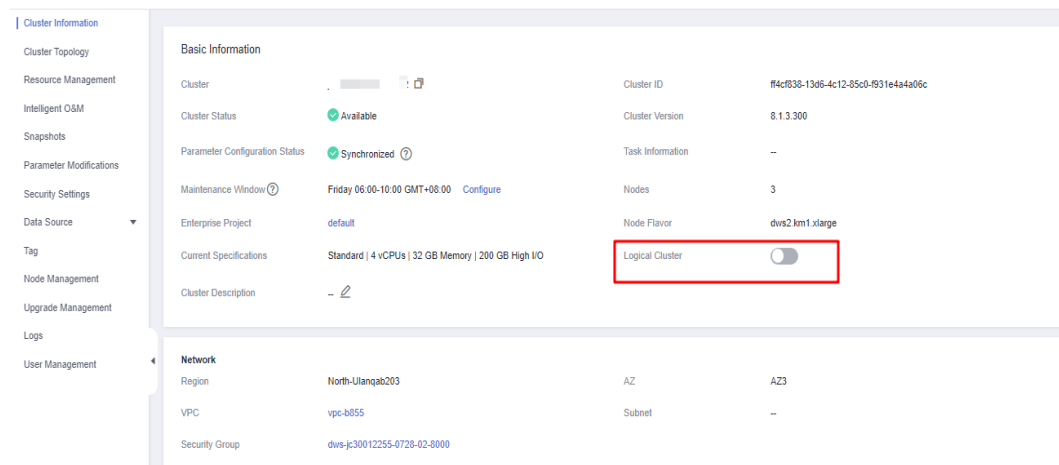 Cluster Information
Cluster Topology
Resource Management
Intelligent O&M
Snapshots
Parameter Modifications
Security Settings
Data Source
Tag
Node Management
Upgrade Management
Logs
User Management
Basic Information
Cluster
Cluster ID ff4cf838-13d6-4c12-85c0-f931e4a4a06c
Cluster Status Available
Cluster Version 8.1.3.300
Parameter Configuration Status Synchronized ?
Task Information --
Maintenance Window ? Friday 06:00-10:00 GMT+08:00 Configure
Nodes 3
Enterprise Project default
Node Flavor dws2.km1.xlarge
Current Specifications Standard | 4 vCPUs | 32 GB Memory | 200 GB High I/O
Logical Cluster
Cluster Description --
Network
Region North-Ulanqab203
AZ AZ3
VPC vpc-b855
Subnet --
Security Group dws-jc30012255-0728-02-8000